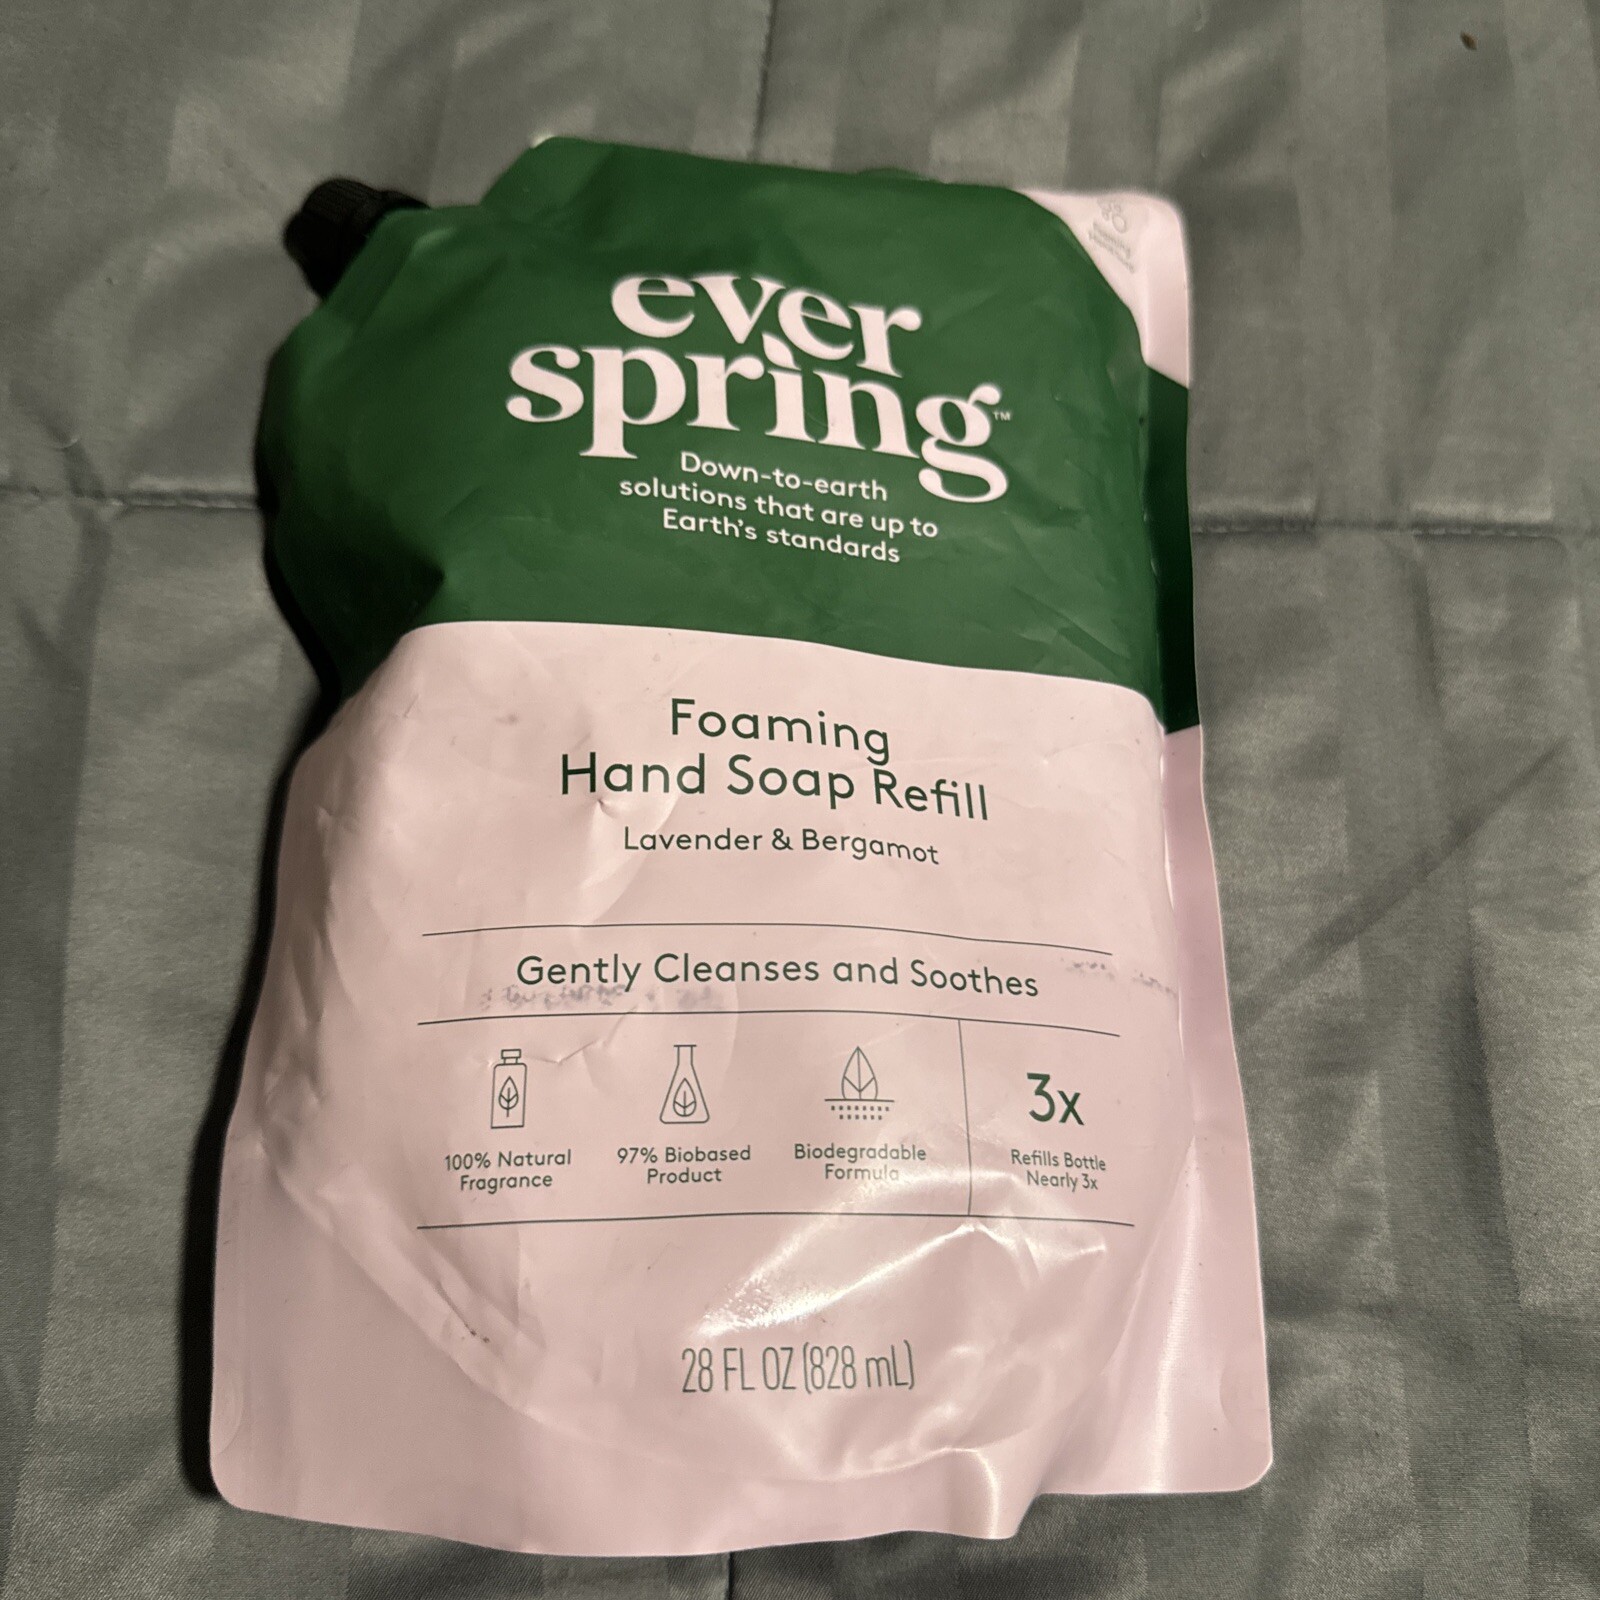 ever
spring™
Down-to-earth
solutions that are up to
Earth's standards
Foaming
Hand Soap Refill
Lavender & Bergamot
Gently Cleanses and Soothes
100% Natural
Fragrance
97% Biobased
Product
Biodegradable
Formula
3x
Refills Bottle
Nearly 3x
28 FL OZ (828 mL)